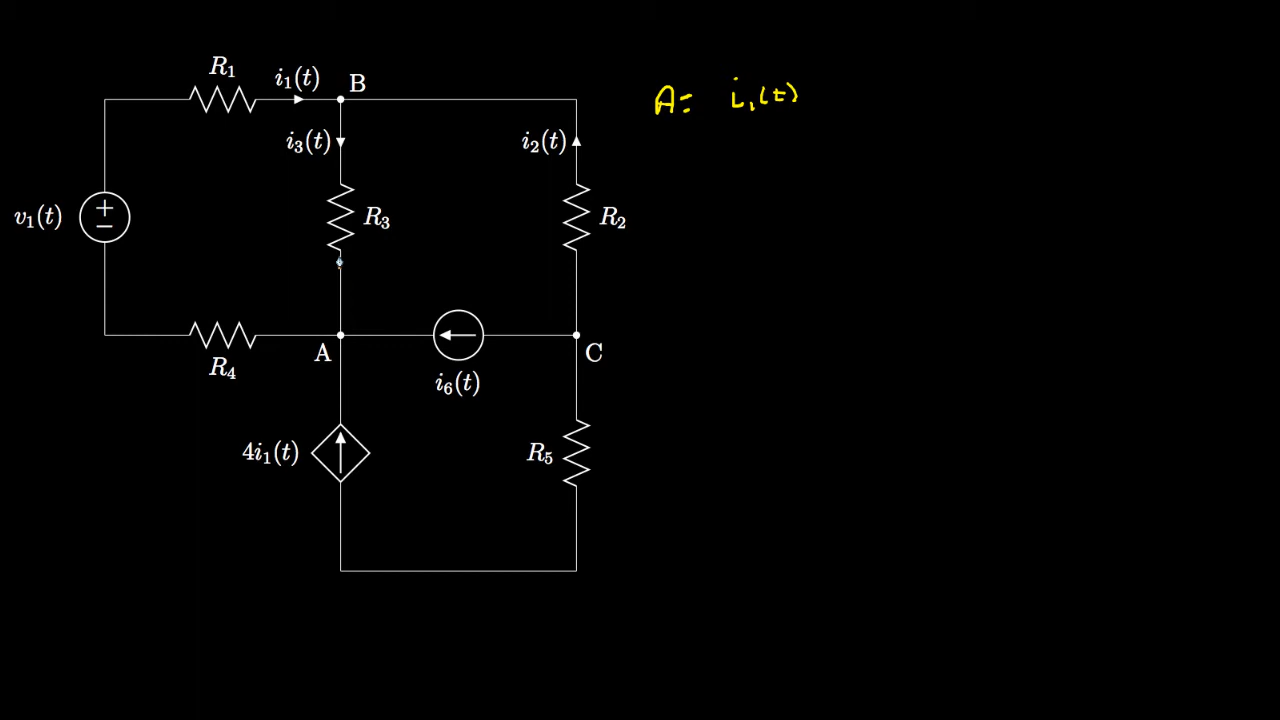 R₁
i₁(t)
B
A= i₁(t)
i₃(t)
i₂(t)
v₁(t)
+
−
R₃
R₂
A
C
R₄
i₆(t)
4i₁(t)
R₅